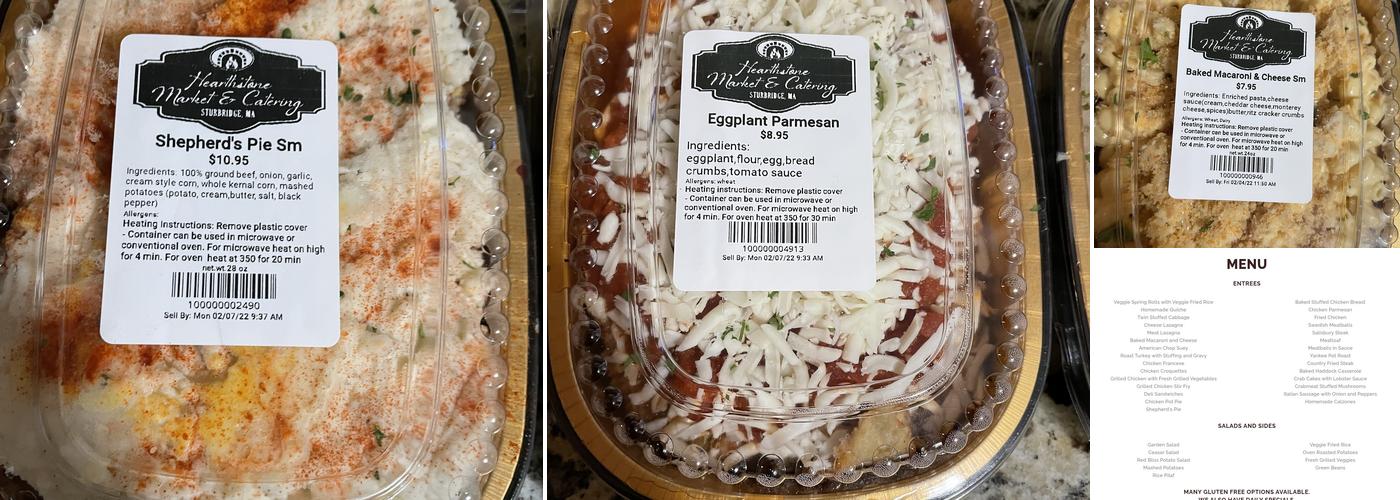 Hearthstone
Market & Catering
STURBRIDGE, MA
Shepherd's Pie Sm
$10.95
Ingredients: 100% ground beef, onion, garlic,
cream style corn, whole kernal corn, mashed
potatoes (potato, cream,butter, salt, black
pepper)
Allergens:
Heating Instructions: Remove plastic cover
- Container can be used in microwave or
conventional oven. For microwave heat on high
for 4 min. For oven heat at 350 for 20 min
net.wt.28 oz
100000002490
Sell By: Mon 02/07/22 9:37 AM
Hearthstone
Market & Catering
STURBRIDGE, MA
Eggplant Parmesan
$8.95
Ingredients:
eggplant,flour,egg,bread
crumbs,tomato sauce
Allergens: wheat
Heating instructions: Remove plastic cover
- Container can be used in microwave or
conventional oven. For microwave heat on high
for 4 min. For oven heat at 350 for 30 min
100000004913
Sell By: Mon 02/07/22 9:33 AM
Hearthstone
Market & Catering
STURBRIDGE, MA
Baked Macaroni & Cheese Sm
$7.95
Ingredients: Enriched pasta,cheese
sauce(cream,cheddar cheese,monterey
cheese,spices)butter,ritz cracker crumbs
Allergens: Wheat, Dairy
Heating Instructions: Remove plastic cover
- Container can be used in microwave or
conventional oven. For microwave heat on high
for 4 min. For oven heat at 350 for 20 min
net.wt.24oz
100000000946
Sell By: Fri 02/04/22 11:50 AM
MENU
ENTREES
Veggie Spring Rolls with Veggie Fried Rice
Homemade Quiche
Twin Stuffed Cabbage
Cheese Lasagna
Meat Lasagna
Baked Macaroni and Cheese
American Chop Suey
Roast Turkey with Stuffing and Gravy
Chicken Francese
Chicken Croquettes
Grilled Chicken with Fresh Grilled Vegetables
Grilled Chicken Stir Fry
Deli Sandwiches
Chicken Pot Pie
Shepherd's Pie
Baked Stuffed Chicken Breast
Chicken Parmesan
Fried Chicken
Swedish Meatballs
Salisbury Steak
Meatloaf
Meatballs in Sauce
Yankee Pot Roast
Country Fried Steak
Baked Haddock Casserole
Crab Cakes with Lobster Sauce
Crabmeat Stuffed Mushrooms
Italian Sausage with Onion and Peppers
Homemade Calzones
SALADS AND SIDES
Garden Salad
Ceasar Salad
Red Bliss Potato Salad
Mashed Potatoes
Rice Pilaf
Veggie Fried Rice
Oven Roasted Potatoes
Fresh Grilled Veggies
Green Beans
MANY GLUTEN FREE OPTIONS AVAILABLE.
WE ALSO HAVE DAILY SPECIALS